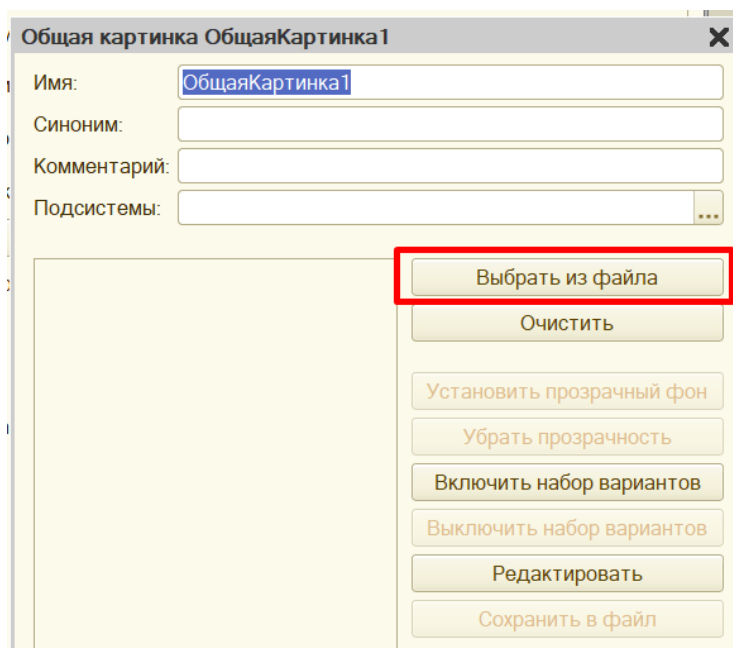 Общая картинка ОбщаяКартинка1
Имя: ОбщаяКартинка1
Синоним:
Комментарий:
Подсистемы: ...
Выбрать из файла
Очистить
Установить прозрачный фон
Убрать прозрачность
Включить набор вариантов
Выключить набор вариантов
Редактировать
Сохранить в файл